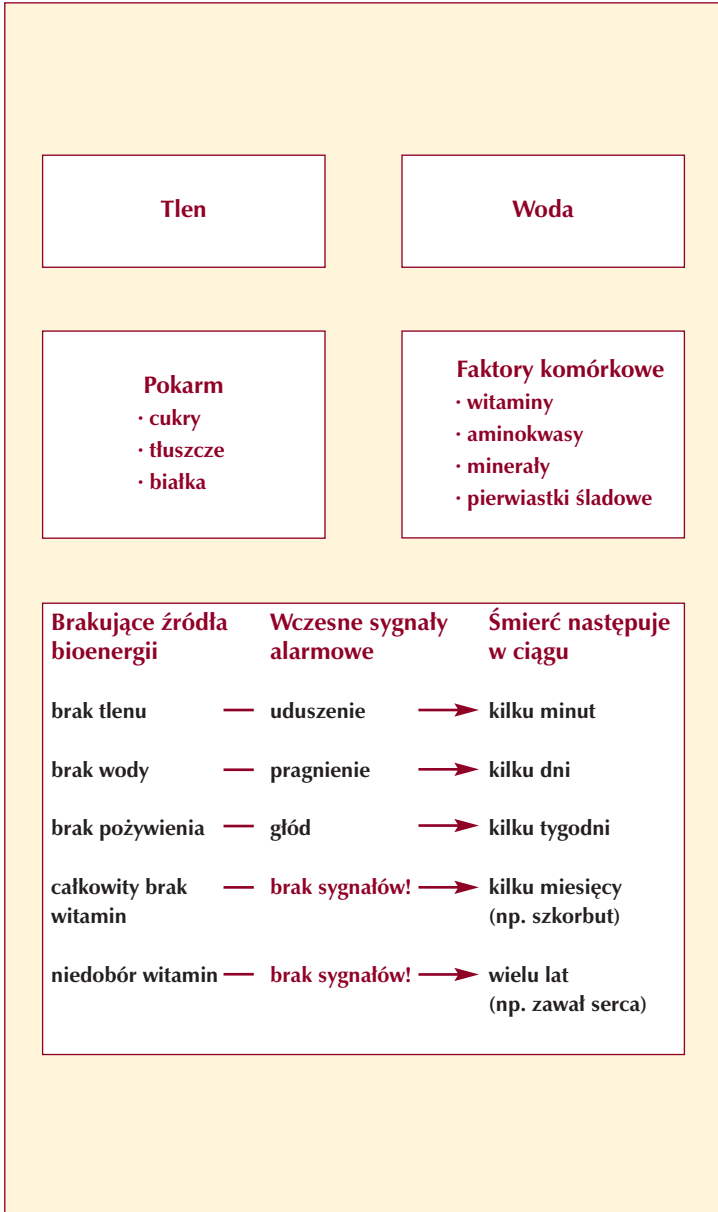 Tlen
Woda
Pokarm
· cukry
· tłuszcze
· białka
Faktory komórkowe
· witaminy
· aminokwasy
· minerały
· pierwiastki śladowe
Brakujące źródła bioenergii
Wczesne sygnały alarmowe
Śmierć następuje w ciągu
brak tlenu — uduszenie → kilku minut
brak wody — pragnienie → kilku dni
brak pożywienia — głód → kilku tygodni
całkowity brak witamin — brak sygnałów! → kilku miesięcy (np. szkorbut)
niedobór witamin — brak sygnałów! → wielu lat (np. zawał serca)